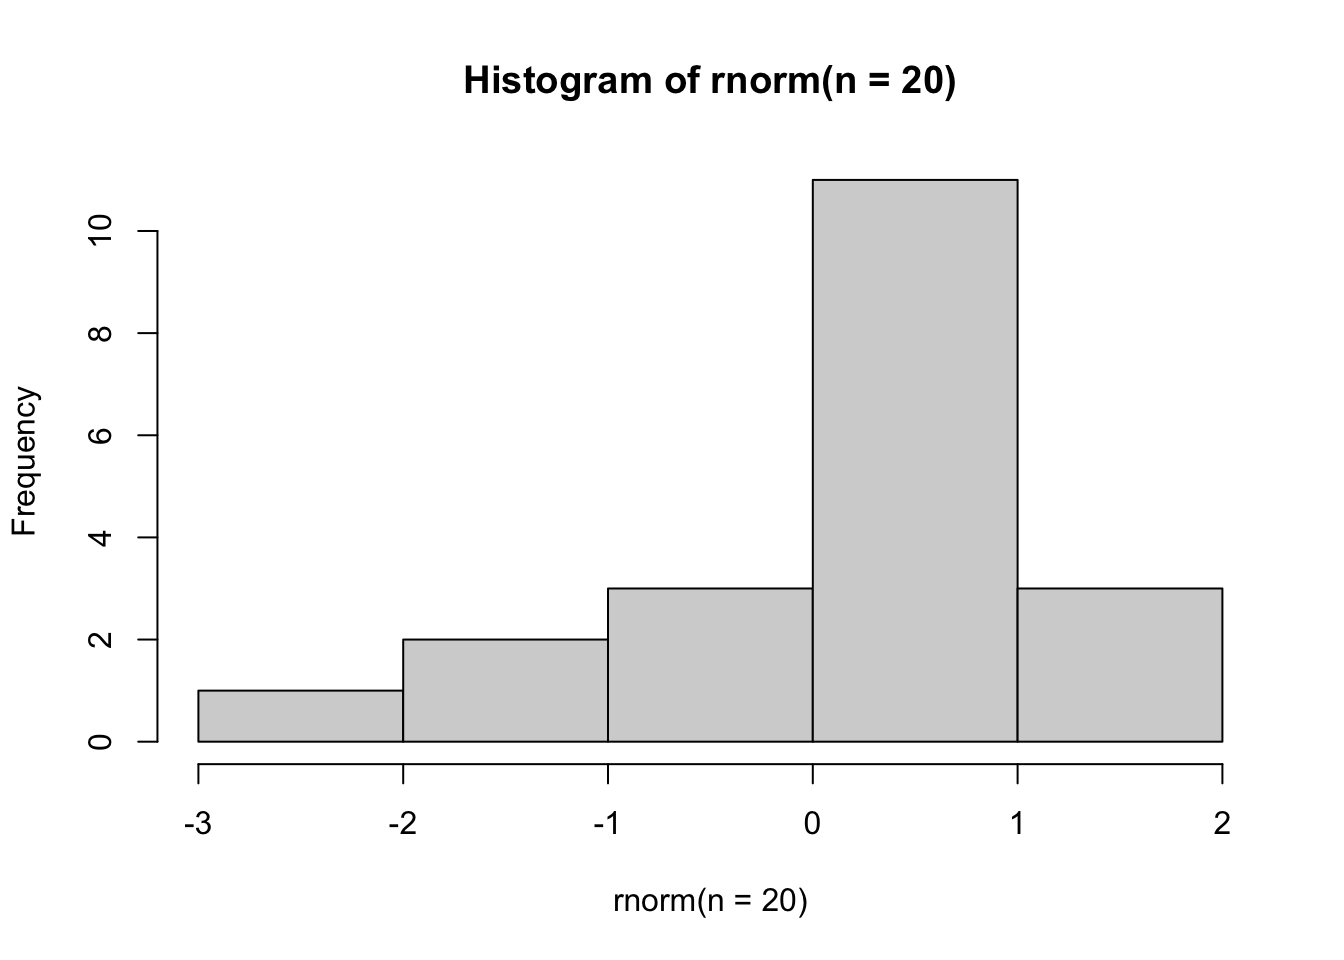 Histogram of rnorm(n = 20)
Frequency
10
8
6
4
2
0
-3 -2 -1 0 1 2
rnorm(n = 20)